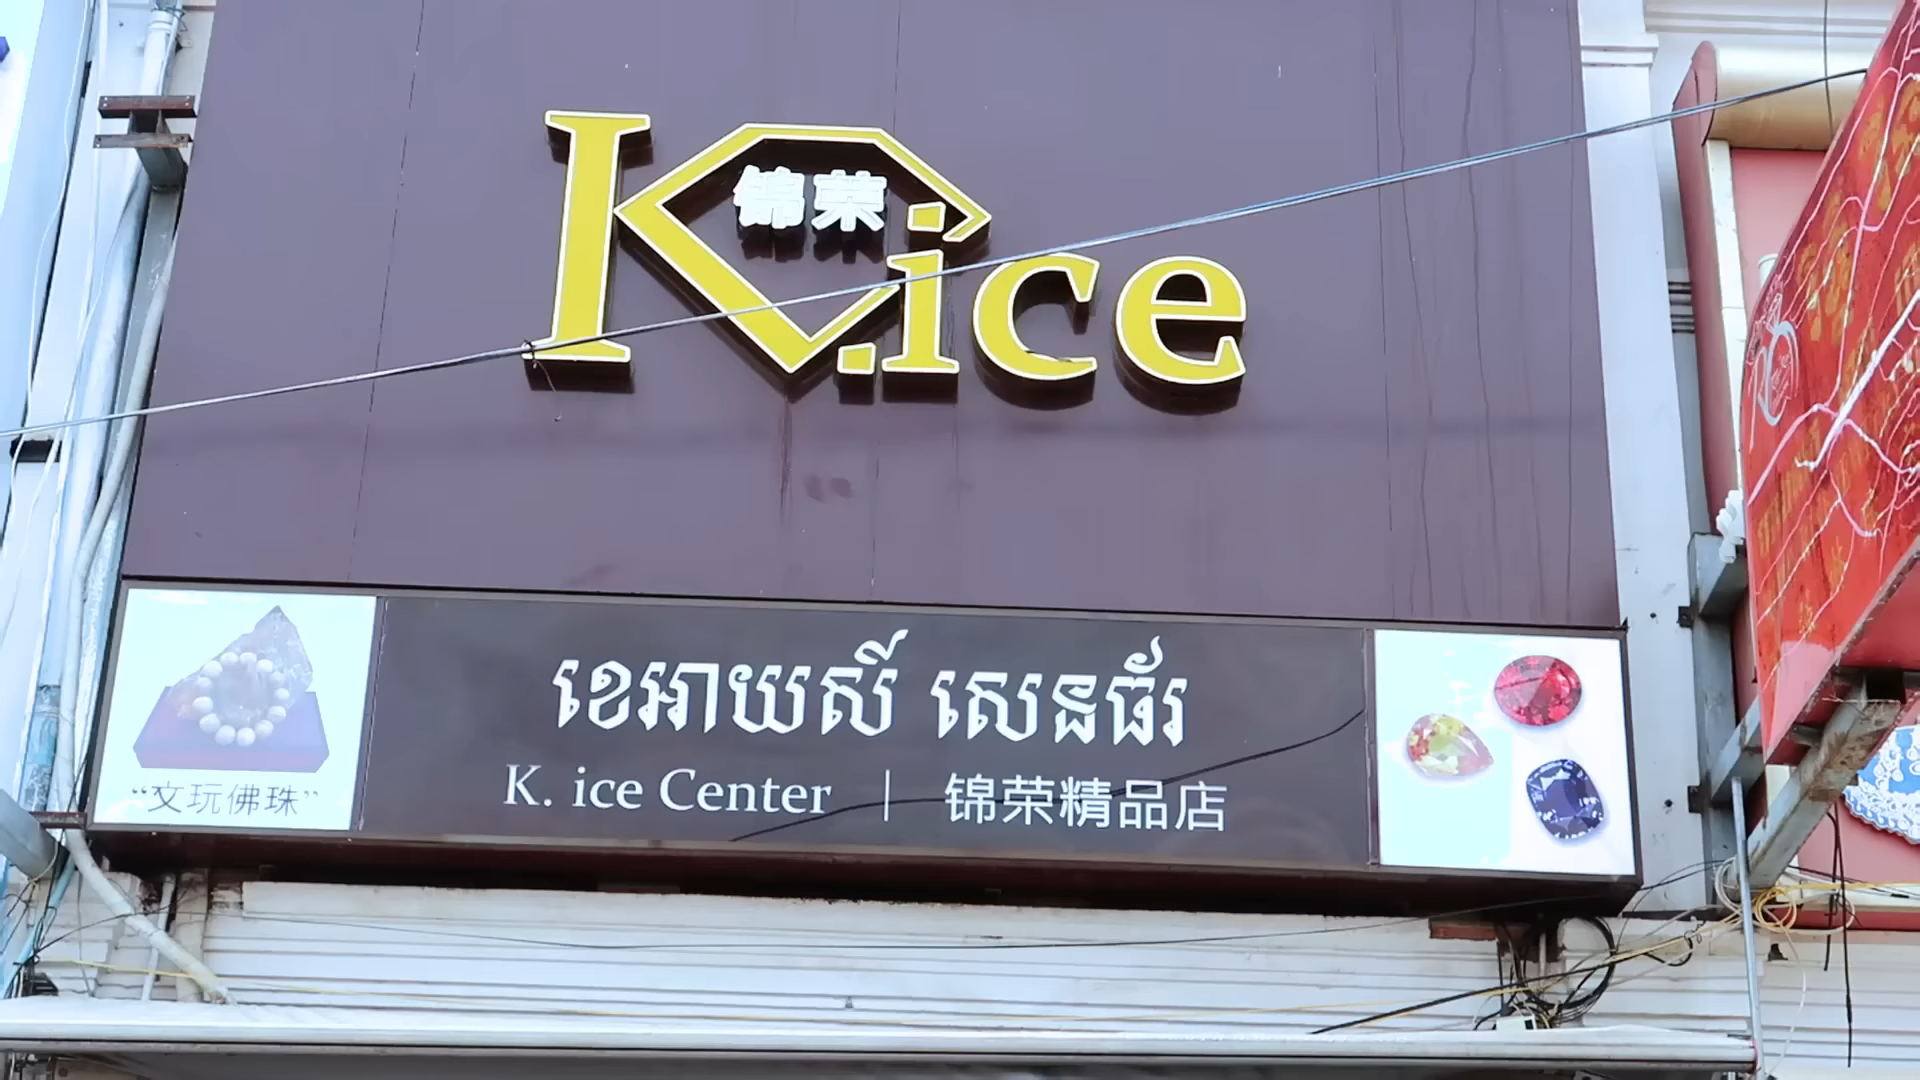 锦荣
K.ice
ខេអាយស៊ី សេនធ័រ
K. ice Center | 锦荣精品店
“文玩佛珠”